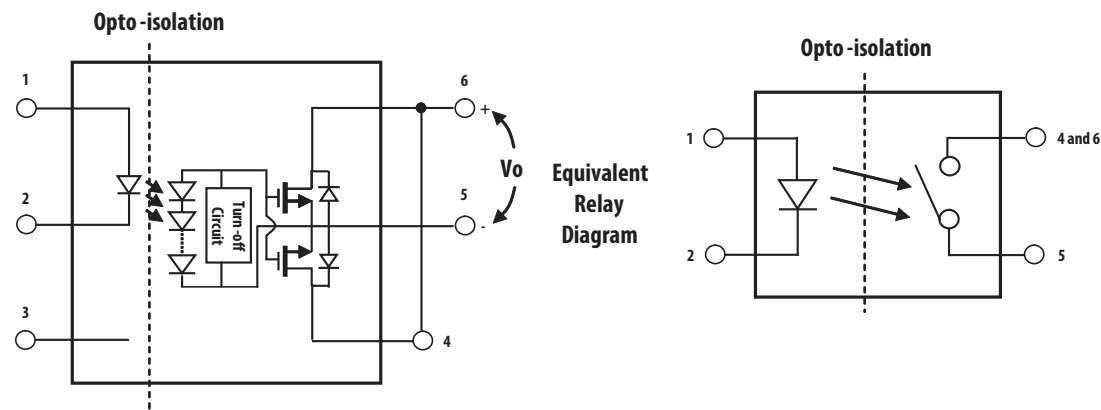 Opto -isolation
1
2
3
Turn-off
Circuit
6
+
Vo
5
-
4
Equivalent
Relay
Diagram
Opto -isolation
1
2
4 and 6
5